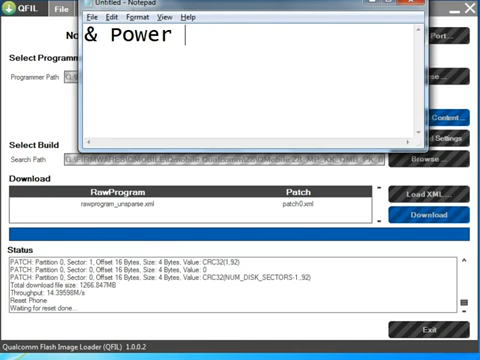 QFIL File
Untitled - Notepad
File Edit Format View Help
& Power
No Port...
Select Programm
Programmer Path
Content...
d Settings
Select Build
Search Path
Browse...
Download
RawProgram Patch
rawprogram_unsparse.xml patch0.xml
Load XML...
Download
Status
PATCH: Partition 0, Sector: 1, Offset 16 Bytes, Size: 4 Bytes, Value: CRC32(1,92)
PATCH: Partition 0, Sector: 0, Offset 16 Bytes, Size: 4 Bytes, Value: 0
PATCH: Partition 0, Sector: 0, Offset 16 Bytes, Size: 4 Bytes, Value: CRC32(NUM_DISK_SECTORS-1.,92)
Total download file size: 1266.847MB
Throughput: 14.39598M/s
Reset Phone
Waiting for reset done...
Exit
Qualcomm Flash Image Loader (QFIL) 1.0.0.2